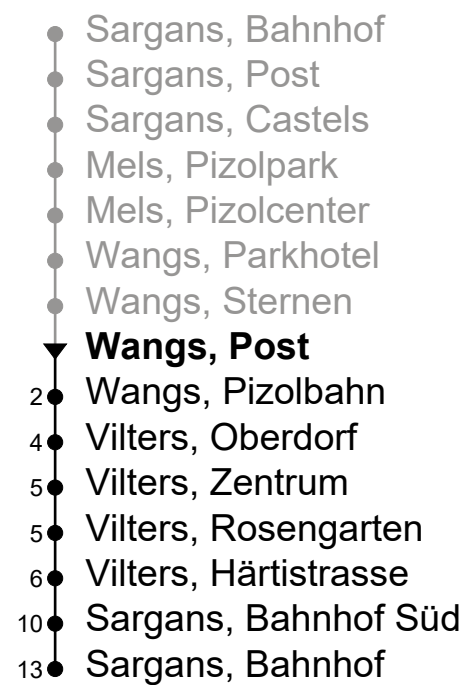 Sargans, Bahnhof
Sargans, Post
Sargans, Castels
Mels, Pizolpark
Mels, Pizolcenter
Wangs, Parkhotel
Wangs, Sternen
Wangs, Post
2 Wangs, Pizolbahn
4 Vilters, Oberdorf
5 Vilters, Zentrum
5 Vilters, Rosengarten
6 Vilters, Härtistrasse
10 Sargans, Bahnhof Süd
13 Sargans, Bahnhof